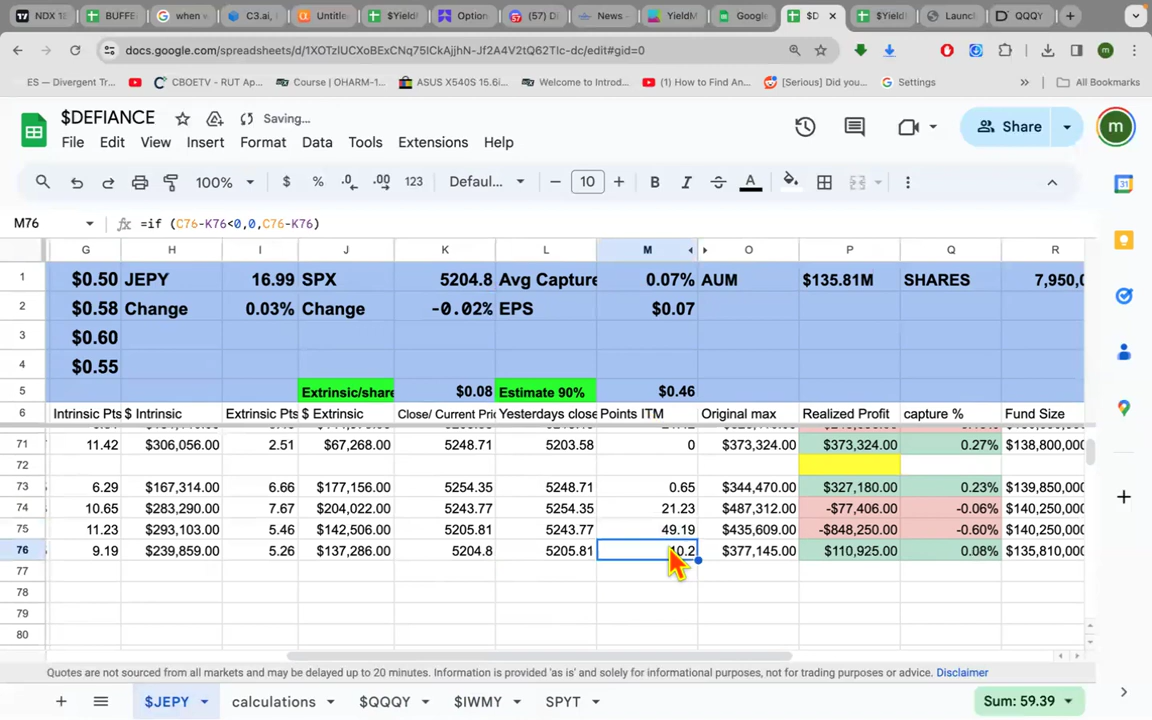 NDX 18
BUFFE
when v
C3.ai,
Untitle
$Yield
Option
(57) D
News -
YieldM
Google
$D
$Yield
Launc
QQQY
docs.google.com/spreadsheets/d/1XOTzIUCXoBExCNq75ICkAjjhN-Jf2A4V2tQ62TIc-dc/edit#gid=0
ES — Divergent Tr...
CBOETV - RUT Ap...
Course | OHARM-1...
ASUS X540S 15.6i...
Welcome to Introd...
(1) How to Find An...
[Serious] Did you...
Settings
All Bookmarks
$DEFIANCE
Saving...
File Edit View Insert Format Data Tools Extensions Help
Share
m
100% $ % .0 .00 123 Defaul... 10 B I A
M76 fx =if (C76-K76<0,0,C76-K76)
G H I J K L M O P Q R
1 $0.50 JEPY 16.99 SPX 5204.8 Avg Capture 0.07% AUM $135.81M SHARES 7,950,0
2 $0.58 Change 0.03% Change -0.02% EPS $0.07
3 $0.60
4 $0.55
5 Extrinsic/share $0.08 Estimate 90% $0.46
6 Intrinsic Pts $ Intrinsic Extrinsic Pts $ Extrinsic Close/ Current Pric Yesterdays close Points ITM Original max Realized Profit capture % Fund Size
71 11.42 $306,056.00 2.51 $67,268.00 5248.71 5203.58 0 $373,324.00 $373,324.00 0.27% $138,800,000
72
73 6.29 $167,314.00 6.66 $177,156.00 5254.35 5248.71 0.65 $344,470.00 $327,180.00 0.23% $139,850,000
74 10.65 $283,290.00 7.67 $204,022.00 5243.77 5254.35 21.23 $487,312.00 -$77,406.00 -0.06% $140,250,000
75 11.23 $293,103.00 5.46 $142,506.00 5205.81 5243.77 49.19 $435,609.00 -$848,250.00 -0.60% $140,250,000
76 9.19 $239,859.00 5.26 $137,286.00 5204.8 5205.81 10.2 $377,145.00 $110,925.00 0.08% $135,810,000
77
78
79
80
Quotes are not sourced from all markets and may be delayed up to 20 minutes. Information is provided 'as is' and solely for informational purposes, not for trading purposes or advice. Disclaimer
$JEPY calculations $QQQY $IWMY SPYT Sum: 59.39